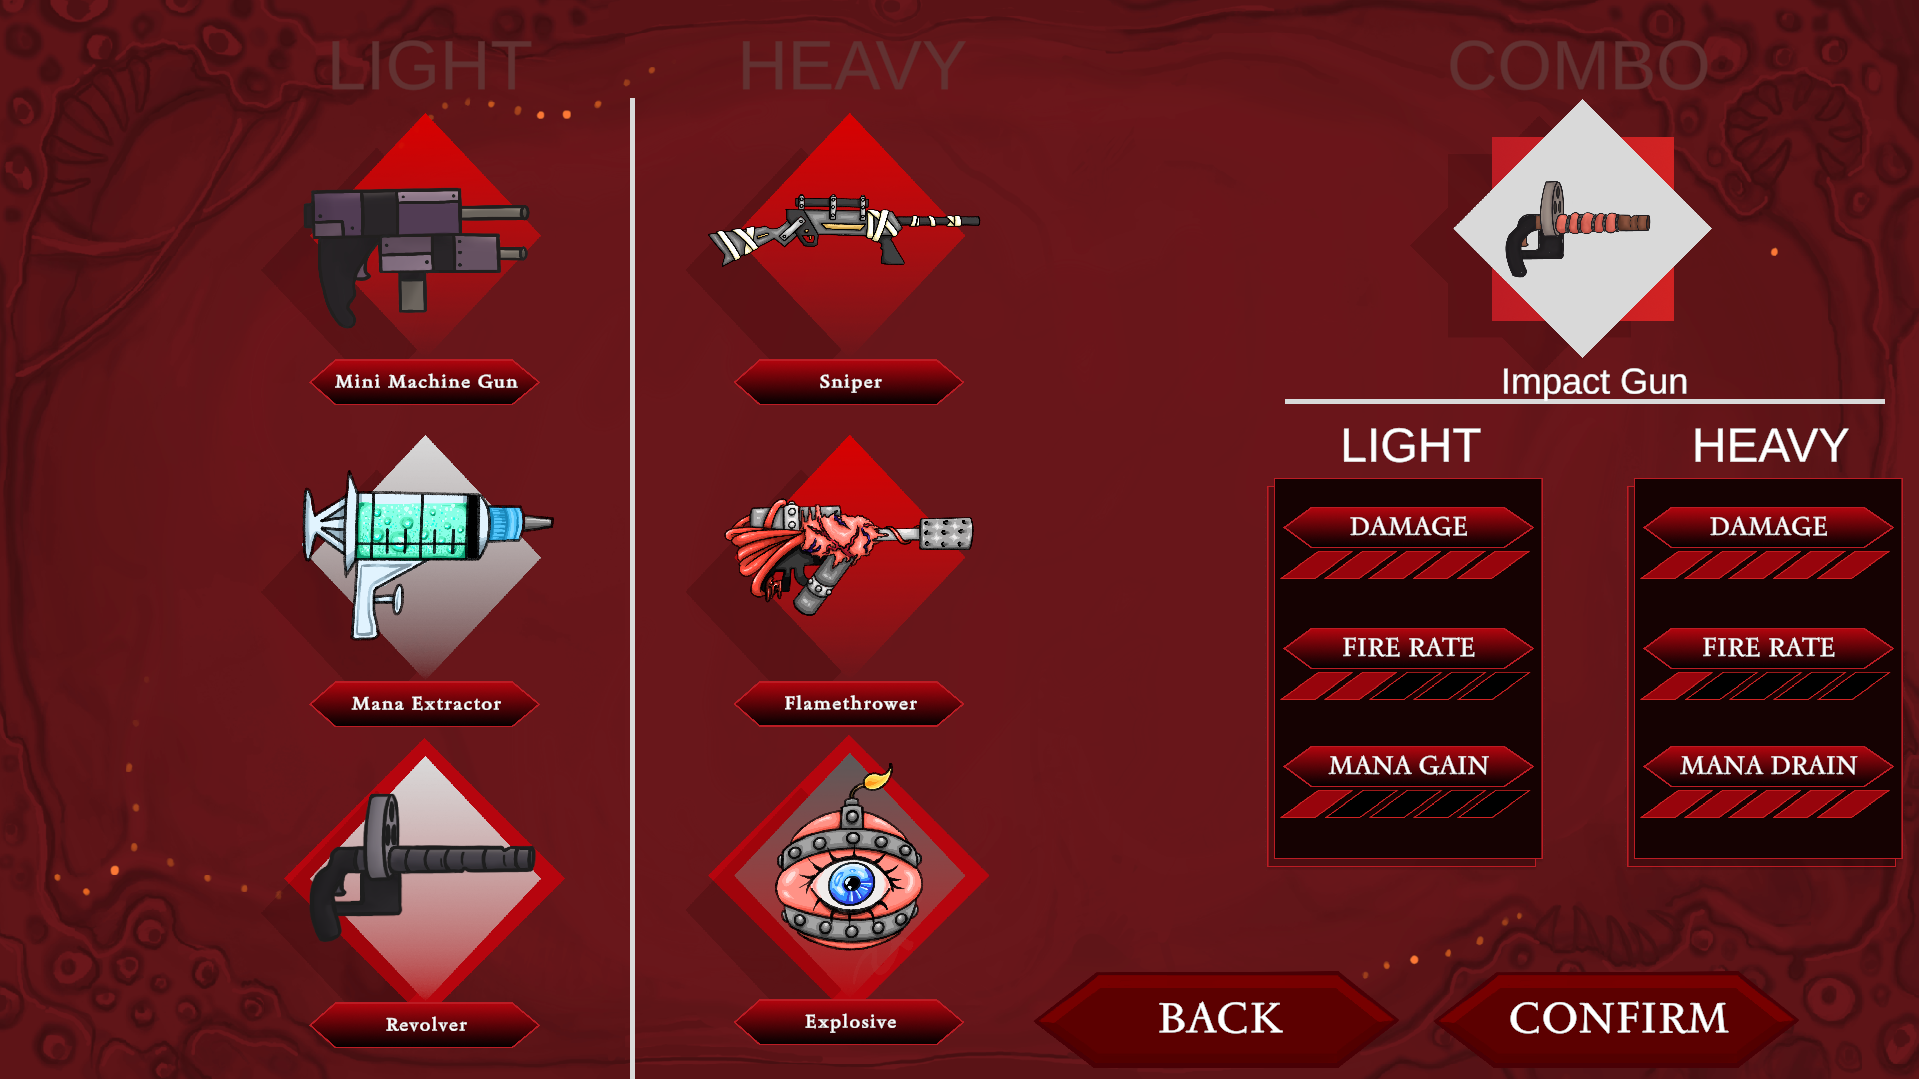 LIGHT
HEAVY
COMBO
Mini Machine Gun
Sniper
Impact Gun
LIGHT
HEAVY
DAMAGE
DAMAGE
FIRE RATE
FIRE RATE
Mana Extractor
Flamethrower
MANA GAIN
MANA DRAIN
Revolver
Explosive
BACK
CONFIRM